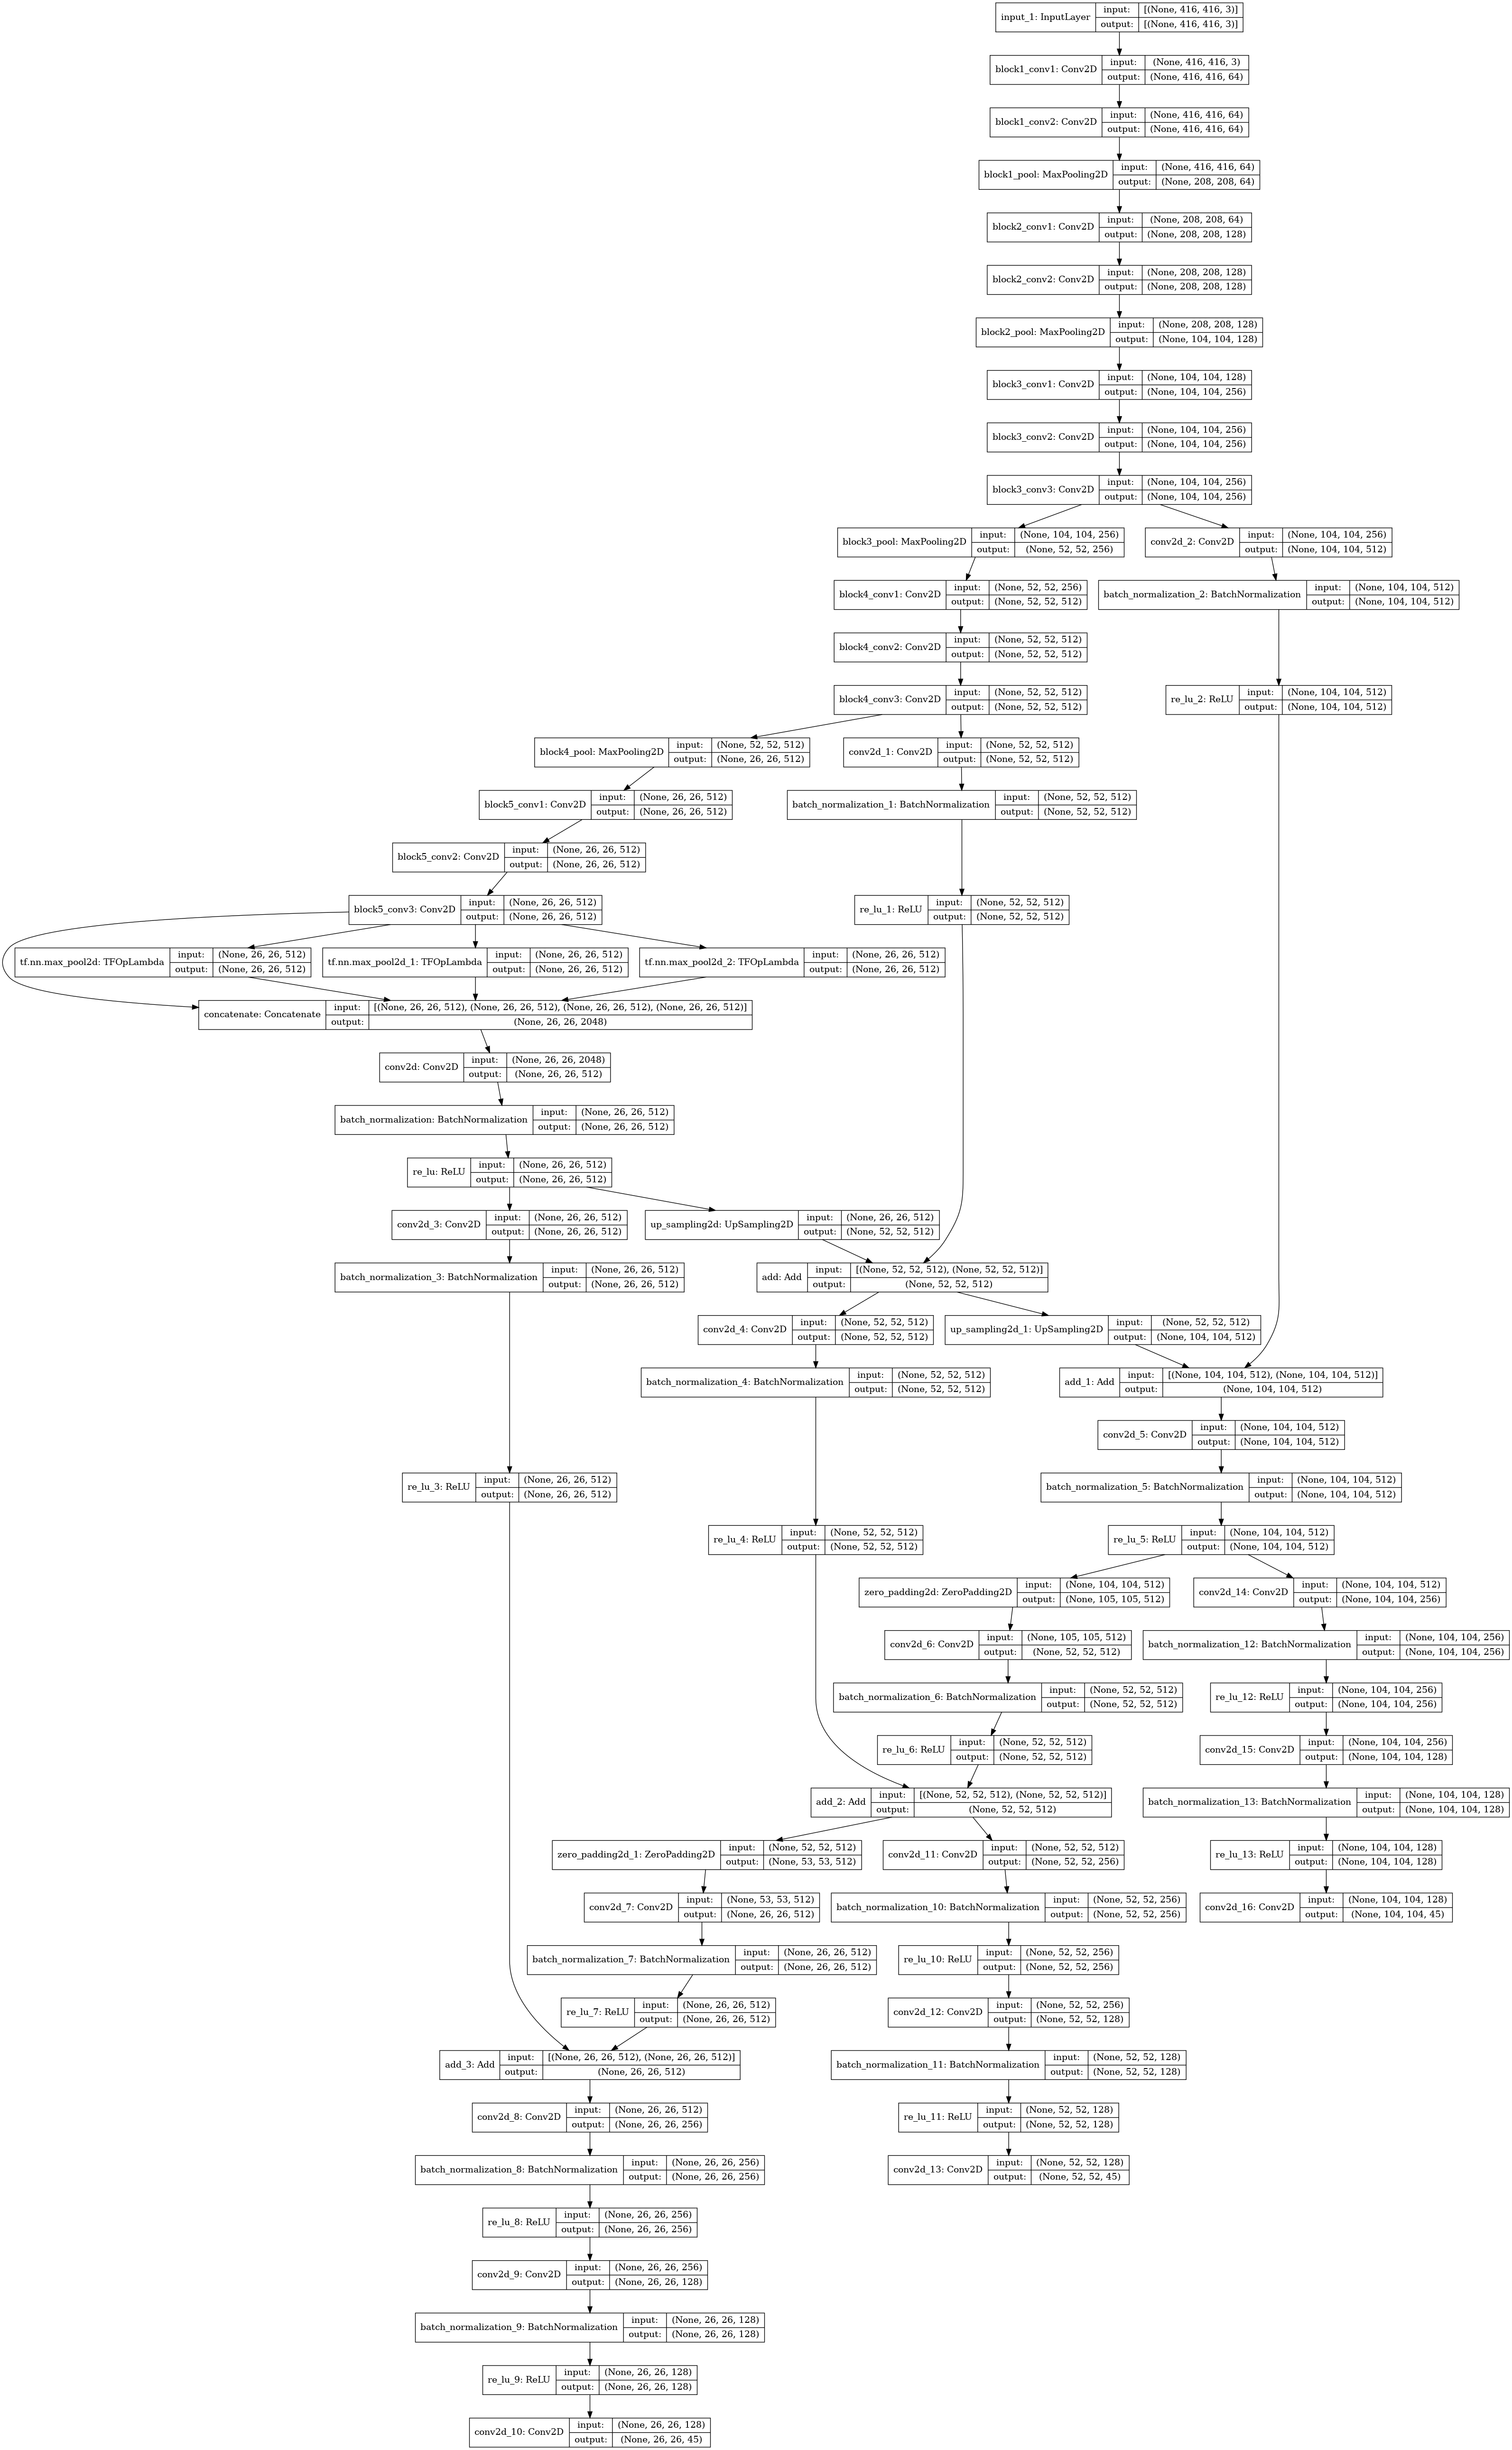 input_1: InputLayer
input: [(None, 416, 416, 3)]
output: [(None, 416, 416, 3)]
block1_conv1: Conv2D
input: (None, 416, 416, 3)
output: (None, 416, 416, 64)
block1_conv2: Conv2D
input: (None, 416, 416, 64)
output: (None, 416, 416, 64)
block1_pool: MaxPooling2D
input: (None, 416, 416, 64)
output: (None, 208, 208, 64)
block2_conv1: Conv2D
input: (None, 208, 208, 64)
output: (None, 208, 208, 128)
block2_conv2: Conv2D
input: (None, 208, 208, 128)
output: (None, 208, 208, 128)
block2_pool: MaxPooling2D
input: (None, 208, 208, 128)
output: (None, 104, 104, 128)
block3_conv1: Conv2D
input: (None, 104, 104, 128)
output: (None, 104, 104, 256)
block3_conv2: Conv2D
input: (None, 104, 104, 256)
output: (None, 104, 104, 256)
block3_conv3: Conv2D
input: (None, 104, 104, 256)
output: (None, 104, 104, 256)
block3_pool: MaxPooling2D
input: (None, 104, 104, 256)
output: (None, 52, 52, 256)
conv2d_2: Conv2D
input: (None, 104, 104, 256)
output: (None, 104, 104, 512)
block4_conv1: Conv2D
input: (None, 52, 52, 256)
output: (None, 52, 52, 512)
batch_normalization_2: BatchNormalization
input: (None, 104, 104, 512)
output: (None, 104, 104, 512)
block4_conv2: Conv2D
input: (None, 52, 52, 512)
output: (None, 52, 52, 512)
block4_conv3: Conv2D
input: (None, 52, 52, 512)
output: (None, 52, 52, 512)
re_lu_2: ReLU
input: (None, 104, 104, 512)
output: (None, 104, 104, 512)
block4_pool: MaxPooling2D
input: (None, 52, 52, 512)
output: (None, 26, 26, 512)
conv2d_1: Conv2D
input: (None, 52, 52, 512)
output: (None, 52, 52, 512)
block5_conv1: Conv2D
input: (None, 26, 26, 512)
output: (None, 26, 26, 512)
batch_normalization_1: BatchNormalization
input: (None, 52, 52, 512)
output: (None, 52, 52, 512)
block5_conv2: Conv2D
input: (None, 26, 26, 512)
output: (None, 26, 26, 512)
block5_conv3: Conv2D
input: (None, 26, 26, 512)
output: (None, 26, 26, 512)
re_lu_1: ReLU
input: (None, 52, 52, 512)
output: (None, 52, 52, 512)
tf.nn.max_pool2d: TFOpLambda
input: (None, 26, 26, 512)
output: (None, 26, 26, 512)
tf.nn.max_pool2d_1: TFOpLambda
input: (None, 26, 26, 512)
output: (None, 26, 26, 512)
tf.nn.max_pool2d_2: TFOpLambda
input: (None, 26, 26, 512)
output: (None, 26, 26, 512)
concatenate: Concatenate
input: [(None, 26, 26, 512), (None, 26, 26, 512), (None, 26, 26, 512), (None, 26, 26, 512)]
output: (None, 26, 26, 2048)
conv2d: Conv2D
input: (None, 26, 26, 2048)
output: (None, 26, 26, 512)
batch_normalization: BatchNormalization
input: (None, 26, 26, 512)
output: (None, 26, 26, 512)
re_lu: ReLU
input: (None, 26, 26, 512)
output: (None, 26, 26, 512)
conv2d_3: Conv2D
input: (None, 26, 26, 512)
output: (None, 26, 26, 512)
up_sampling2d: UpSampling2D
input: (None, 26, 26, 512)
output: (None, 52, 52, 512)
batch_normalization_3: BatchNormalization
input: (None, 26, 26, 512)
output: (None, 26, 26, 512)
add: Add
input: [(None, 52, 52, 512), (None, 52, 52, 512)]
output: (None, 52, 52, 512)
conv2d_4: Conv2D
input: (None, 52, 52, 512)
output: (None, 52, 52, 512)
up_sampling2d_1: UpSampling2D
input: (None, 52, 52, 512)
output: (None, 104, 104, 512)
batch_normalization_4: BatchNormalization
input: (None, 52, 52, 512)
output: (None, 52, 52, 512)
add_1: Add
input: [(None, 104, 104, 512), (None, 104, 104, 512)]
output: (None, 104, 104, 512)
conv2d_5: Conv2D
input: (None, 104, 104, 512)
output: (None, 104, 104, 512)
re_lu_3: ReLU
input: (None, 26, 26, 512)
output: (None, 26, 26, 512)
batch_normalization_5: BatchNormalization
input: (None, 104, 104, 512)
output: (None, 104, 104, 512)
re_lu_4: ReLU
input: (None, 52, 52, 512)
output: (None, 52, 52, 512)
re_lu_5: ReLU
input: (None, 104, 104, 512)
output: (None, 104, 104, 512)
zero_padding2d: ZeroPadding2D
input: (None, 104, 104, 512)
output: (None, 105, 105, 512)
conv2d_14: Conv2D
input: (None, 104, 104, 512)
output: (None, 104, 104, 256)
conv2d_6: Conv2D
input: (None, 105, 105, 512)
output: (None, 52, 52, 512)
batch_normalization_12: BatchNormalization
input: (None, 104, 104, 256)
output: (None, 104, 104, 256)
batch_normalization_6: BatchNormalization
input: (None, 52, 52, 512)
output: (None, 52, 52, 512)
re_lu_12: ReLU
input: (None, 104, 104, 256)
output: (None, 104, 104, 256)
re_lu_6: ReLU
input: (None, 52, 52, 512)
output: (None, 52, 52, 512)
conv2d_15: Conv2D
input: (None, 104, 104, 256)
output: (None, 104, 104, 128)
add_2: Add
input: [(None, 52, 52, 512), (None, 52, 52, 512)]
output: (None, 52, 52, 512)
batch_normalization_13: BatchNormalization
input: (None, 104, 104, 128)
output: (None, 104, 104, 128)
zero_padding2d_1: ZeroPadding2D
input: (None, 52, 52, 512)
output: (None, 53, 53, 512)
conv2d_11: Conv2D
input: (None, 52, 52, 512)
output: (None, 52, 52, 256)
re_lu_13: ReLU
input: (None, 104, 104, 128)
output: (None, 104, 104, 128)
conv2d_7: Conv2D
input: (None, 53, 53, 512)
output: (None, 26, 26, 512)
batch_normalization_10: BatchNormalization
input: (None, 52, 52, 256)
output: (None, 52, 52, 256)
conv2d_16: Conv2D
input: (None, 104, 104, 128)
output: (None, 104, 104, 45)
batch_normalization_7: BatchNormalization
input: (None, 26, 26, 512)
output: (None, 26, 26, 512)
re_lu_10: ReLU
input: (None, 52, 52, 256)
output: (None, 52, 52, 256)
re_lu_7: ReLU
input: (None, 26, 26, 512)
output: (None, 26, 26, 512)
conv2d_12: Conv2D
input: (None, 52, 52, 256)
output: (None, 52, 52, 128)
add_3: Add
input: [(None, 26, 26, 512), (None, 26, 26, 512)]
output: (None, 26, 26, 512)
batch_normalization_11: BatchNormalization
input: (None, 52, 52, 128)
output: (None, 52, 52, 128)
conv2d_8: Conv2D
input: (None, 26, 26, 512)
output: (None, 26, 26, 256)
re_lu_11: ReLU
input: (None, 52, 52, 128)
output: (None, 52, 52, 128)
batch_normalization_8: BatchNormalization
input: (None, 26, 26, 256)
output: (None, 26, 26, 256)
conv2d_13: Conv2D
input: (None, 52, 52, 128)
output: (None, 52, 52, 45)
re_lu_8: ReLU
input: (None, 26, 26, 256)
output: (None, 26, 26, 256)
conv2d_9: Conv2D
input: (None, 26, 26, 256)
output: (None, 26, 26, 128)
batch_normalization_9: BatchNormalization
input: (None, 26, 26, 128)
output: (None, 26, 26, 128)
re_lu_9: ReLU
input: (None, 26, 26, 128)
output: (None, 26, 26, 128)
conv2d_10: Conv2D
input: (None, 26, 26, 128)
output: (None, 26, 26, 45)